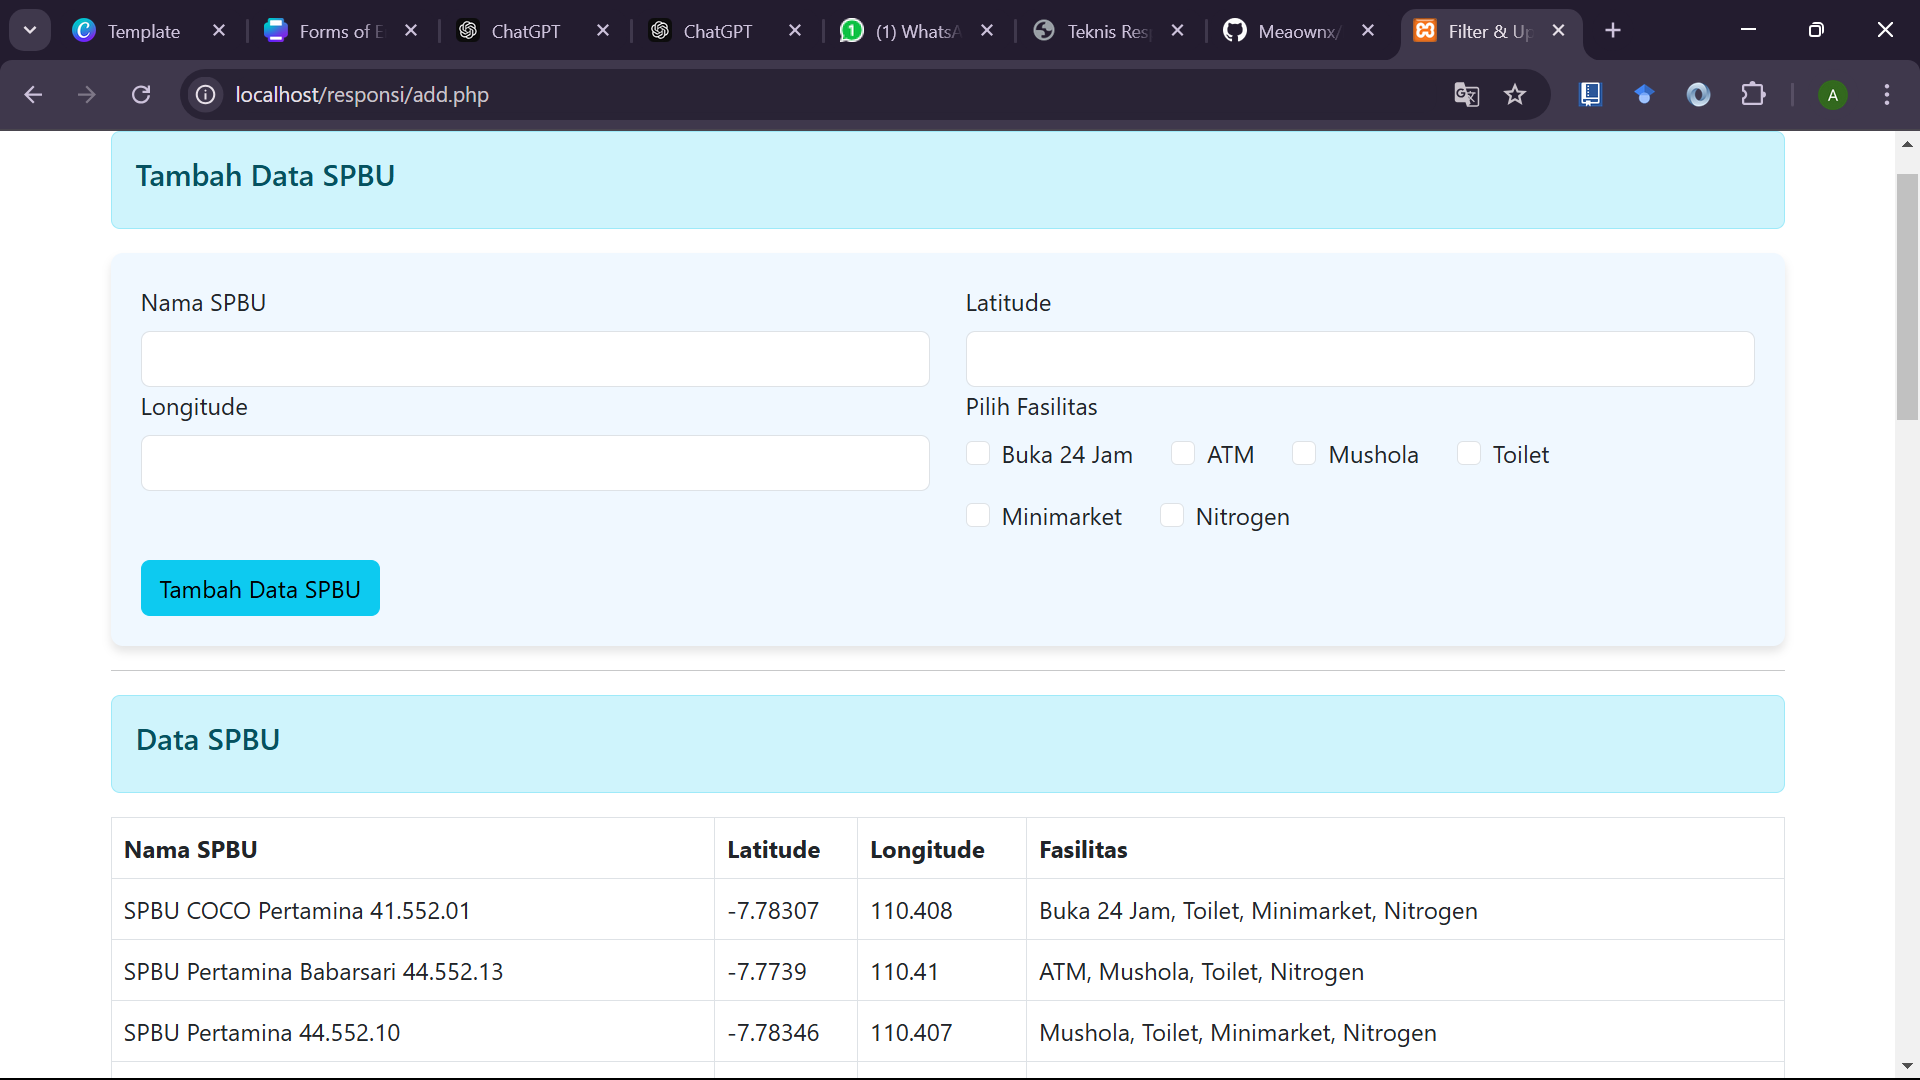 Template
Forms of E
ChatGPT
ChatGPT
(1) WhatsA
Teknis Resp
Meaownx/
Filter & Up
localhost/responsi/add.php
A
Tambah Data SPBU
Nama SPBU
Latitude
Longitude
Pilih Fasilitas
Buka 24 Jam
ATM
Mushola
Toilet
Minimarket
Nitrogen
Tambah Data SPBU
Data SPBU
Nama SPBU Latitude Longitude Fasilitas
SPBU COCO Pertamina 41.552.01 -7.78307 110.408 Buka 24 Jam, Toilet, Minimarket, Nitrogen
SPBU Pertamina Babarsari 44.552.13 -7.7739 110.41 ATM, Mushola, Toilet, Nitrogen
SPBU Pertamina 44.552.10 -7.78346 110.407 Mushola, Toilet, Minimarket, Nitrogen